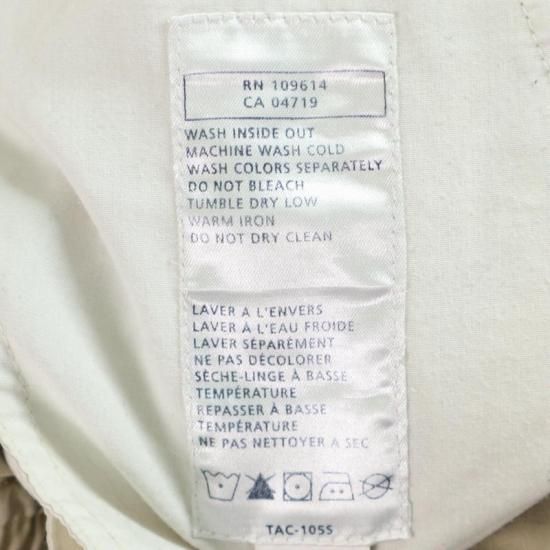 RN 109614
CA 04719
WASH INSIDE OUT
MACHINE WASH COLD
WASH COLORS SEPARATELY
DO NOT BLEACH
TUMBLE DRY LOW
WARM IRON
DO NOT DRY CLEAN
LAVER A L'ENVERS
LAVER À L'EAU FROIDE
LAVER SÉPARÉMENT
NE PAS DÉCOLORER
SÈCHE-LINGE À BASSE
TEMPÉRATURE
REPASSER À BASSE
TEMPÉRATURE
NE PAS NETTOYER A SEC
TAC-1055